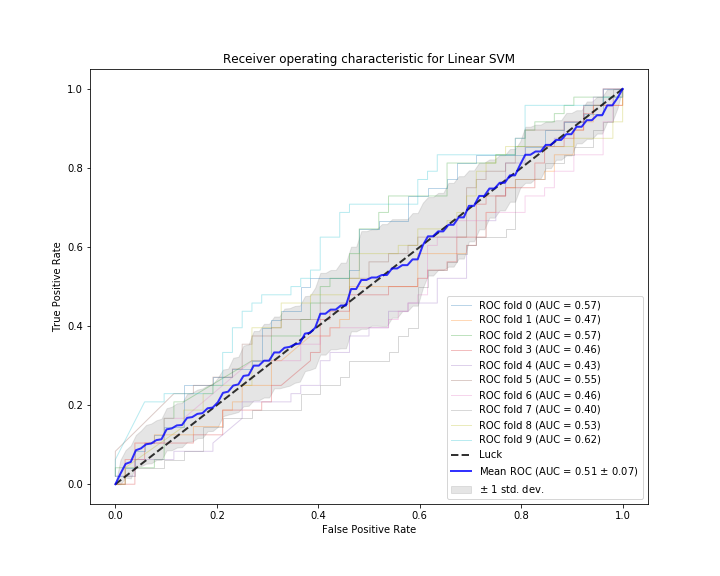 Receiver operating characteristic for Linear SVM
True Positive Rate
1.0
0.8
0.6
0.4
0.2
0.0
0.0 0.2 0.4 0.6 0.8 1.0
False Positive Rate
ROC fold 0 (AUC = 0.57)
ROC fold 1 (AUC = 0.47)
ROC fold 2 (AUC = 0.57)
ROC fold 3 (AUC = 0.46)
ROC fold 4 (AUC = 0.43)
ROC fold 5 (AUC = 0.55)
ROC fold 6 (AUC = 0.46)
ROC fold 7 (AUC = 0.40)
ROC fold 8 (AUC = 0.53)
ROC fold 9 (AUC = 0.62)
Luck
Mean ROC (AUC = 0.51 ± 0.07)
± 1 std. dev.